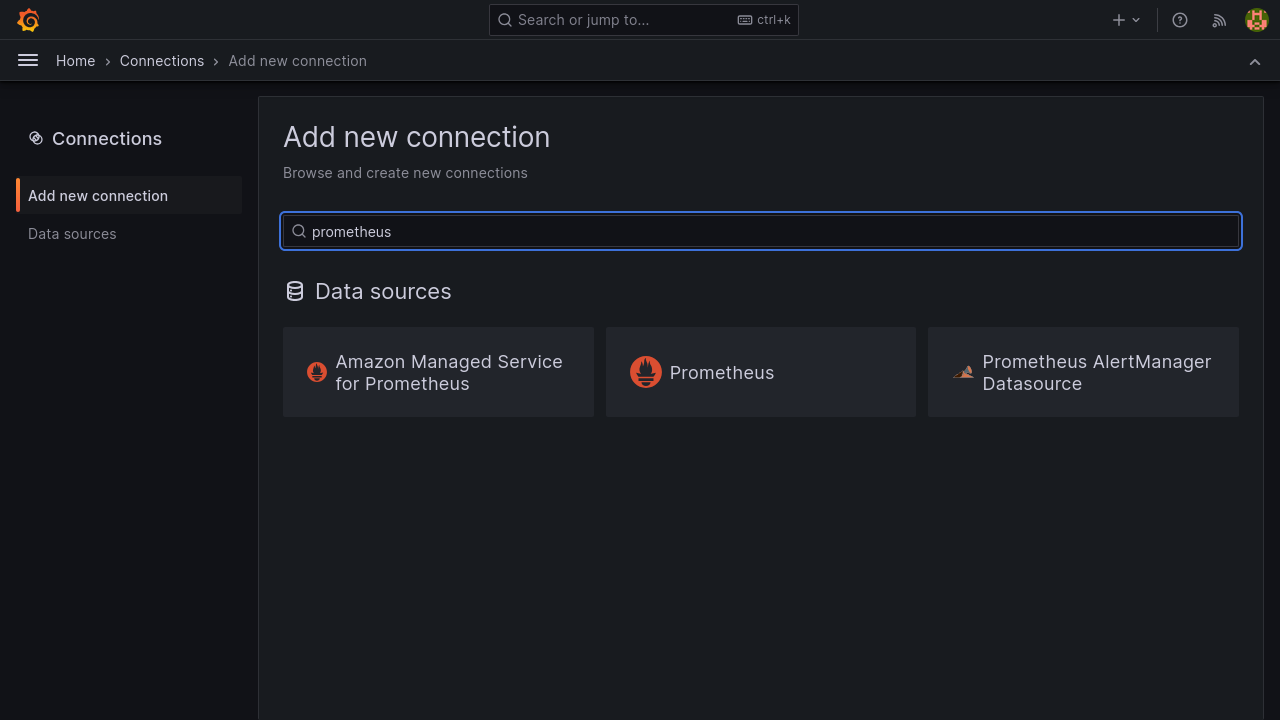 Search or jump to... ctrl+k
Home › Connections › Add new connection
Connections
Add new connection
Data sources
Add new connection
Browse and create new connections
prometheus
Data sources
Amazon Managed Service
for Prometheus
Prometheus
Prometheus AlertManager
Datasource